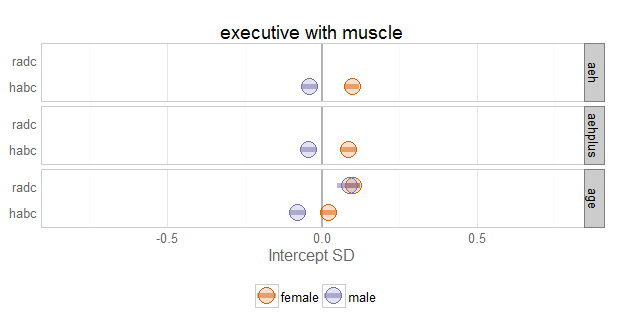 executive with muscle
radc
habc
aeh
radc
habc
aehplus
radc
habc
age
-0.5 0.0 0.5
Intercept SD
female male